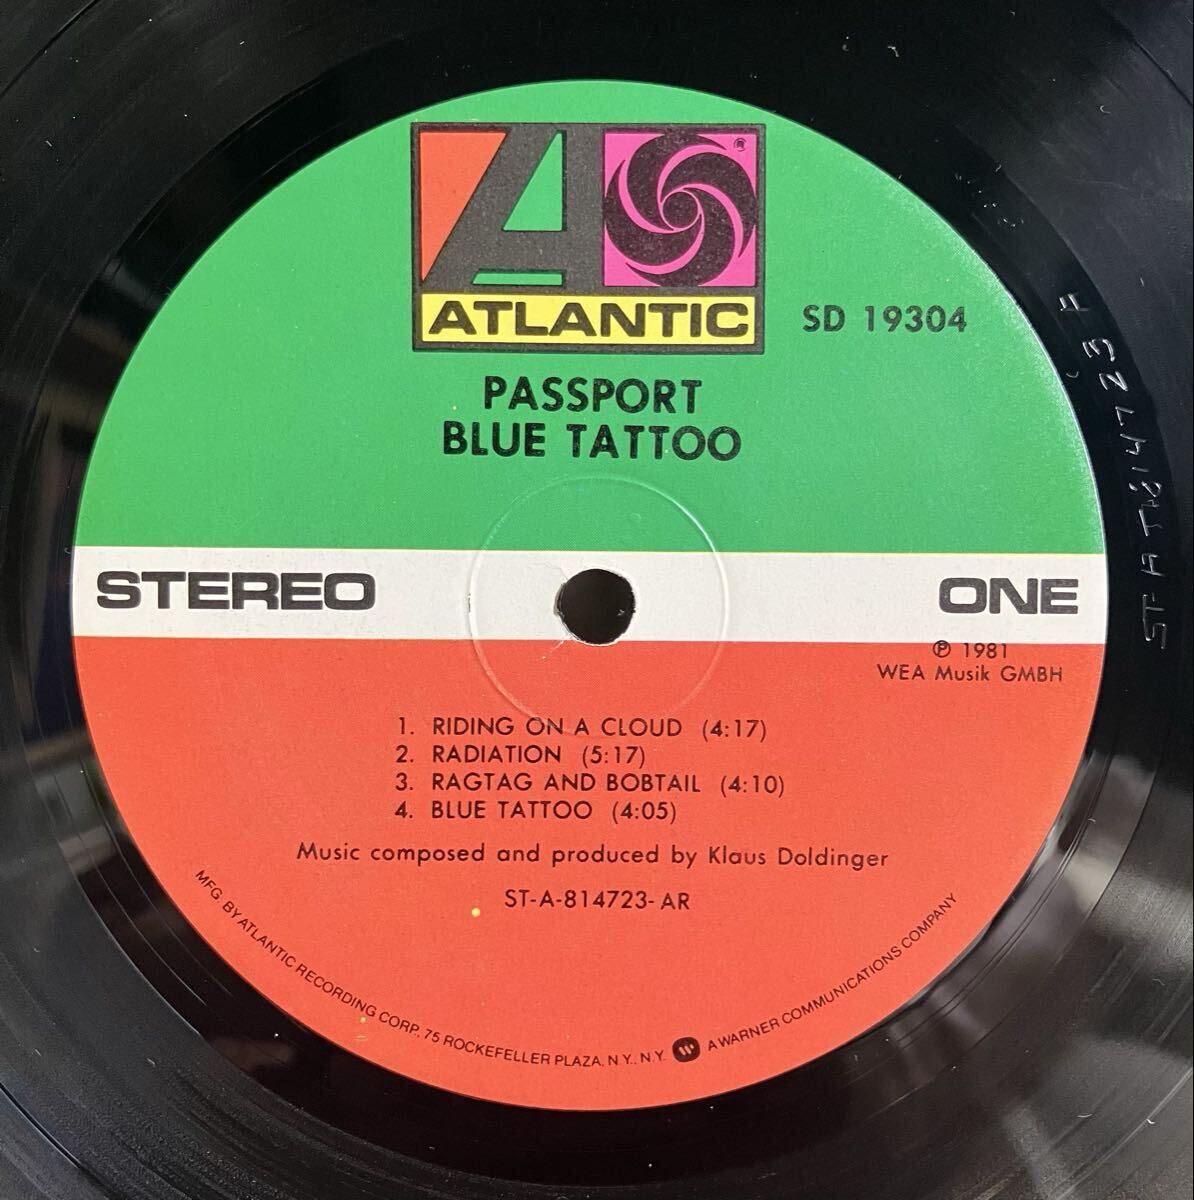 A
®
ATLANTIC
SD 19304
PASSPORT
BLUE TATTOO
STEREO
ONE
℗ 1981
WEA Musik GMBH
1. RIDING ON A CLOUD (4:17)
2. RADIATION (5:17)
3. RAGTAG AND BOBTAIL (4:10)
4. BLUE TATTOO (4:05)
Music composed and produced by Klaus Doldinger
ST-A-814723-AR
MFG. BY ATLANTIC RECORDING CORP., 75 ROCKEFELLER PLAZA, N.Y., N.Y. A WARNER COMMUNICATIONS COMPANY